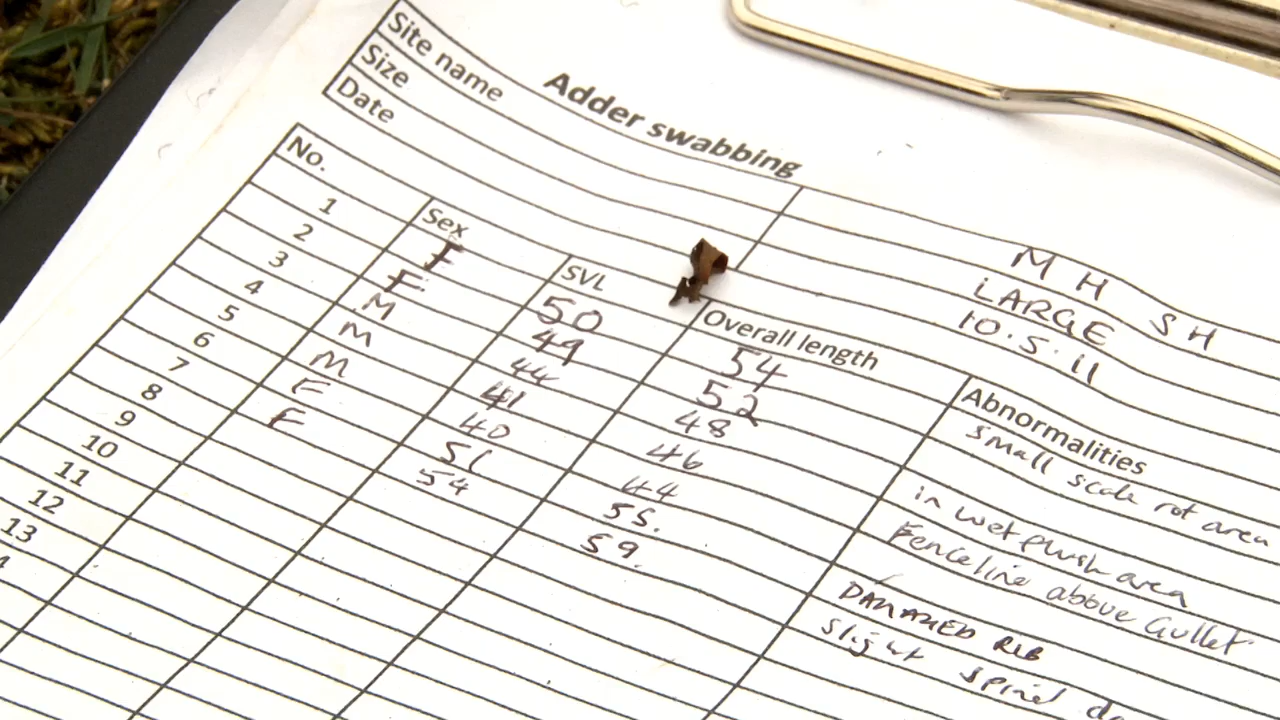 Adder swabbing
Site name M H S H
Size LARGE
Date 10.5.11
No. Sex SVL Overall length Abnormalities
1 F 50 54 small scale rot area
2 F 49 52
3 M 44 48 in wet flush area
4 M 41 46 Fenceline above Gullet
5 M 40 44
6 F 51 55. DAMAGED RIB
7 F 54 59. slight spinal
8
9
10
11
12
13